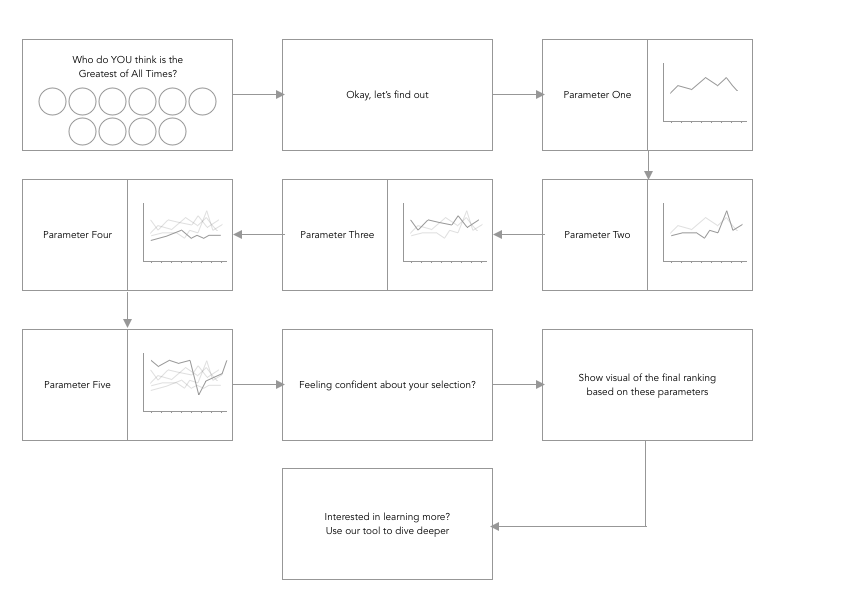 Who do YOU think is the
Greatest of All Times?
Okay, let's find out
Parameter One
Parameter Two
Parameter Three
Parameter Four
Parameter Five
Feeling confident about your selection?
Show visual of the final ranking
based on these parameters
Interested in learning more?
Use our tool to dive deeper